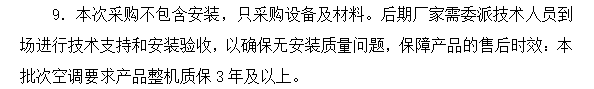 9．本次采购不包含安装，只采购设备及材料。后期厂家需委派技术人员到
场进行技术支持和安装验收，以确保无安装质量问题，保障产品的售后时效：本
批次空调要求产品整机质保 3 年及以上。